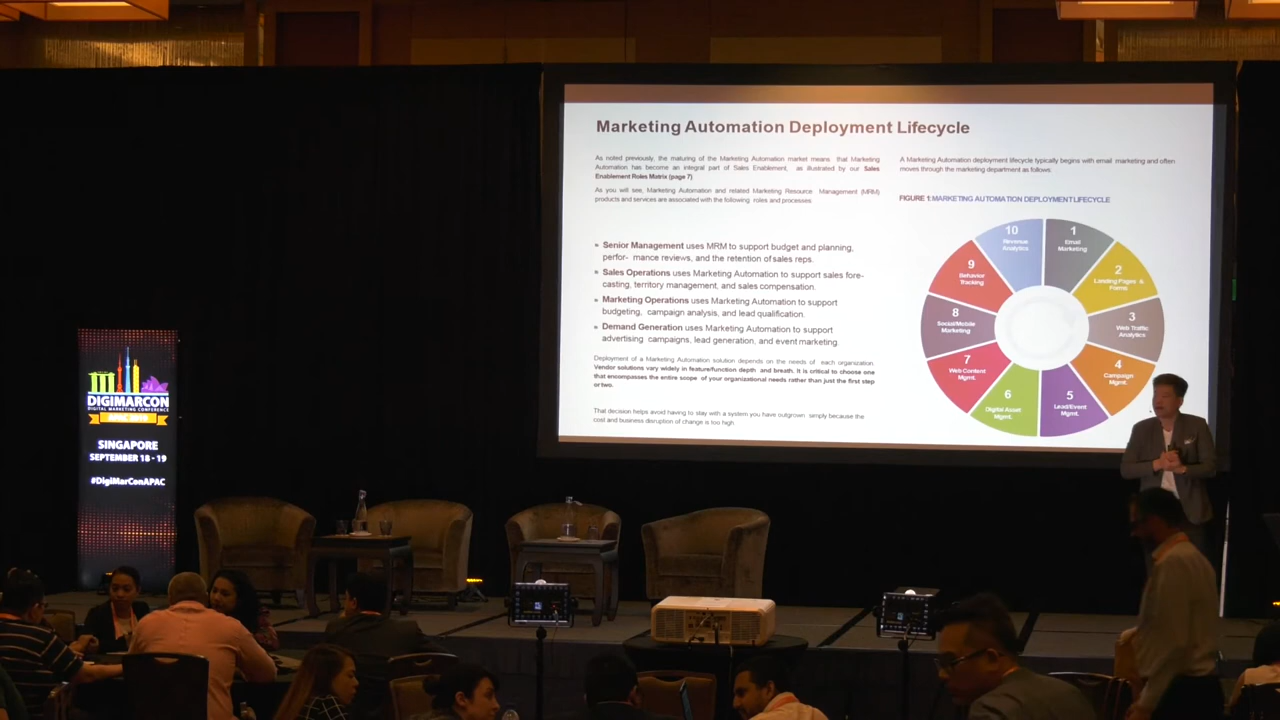 Marketing Automation Deployment Lifecycle
As noted previously, the maturing of the Marketing Automation market means that Marketing
Automation has become an integral part of Sales Enablement, as illustrated by our Sales
Enablement Roles Matrix (page 7)
As you will see, Marketing Automation and related Marketing Resource Management (MRM)
products and services are associated with the following roles and processes
Senior Management uses MRM to support budget and planning,
perfor- mance reviews, and the retention of sales reps.
Sales Operations uses Marketing Automation to support sales fore-
casting, territory management, and sales compensation.
Marketing Operations uses Marketing Automation to support
budgeting, campaign analysis, and lead qualification.
Demand Generation uses Marketing Automation to support
advertising campaigns, lead generation, and event marketing.
Deployment of a Marketing Automation solution depends on the needs of each organization.
Vendor solutions vary widely in feature/function depth and breath. It is critical to choose one
that encompasses the entire scope of your organizational needs rather than just the first step
or two.
That decision helps avoid having to stay with a system you have outgrown simply because the
cost and business disruption of change is too high.
A Marketing Automation deployment lifecycle typically begins with email marketing and often
moves through the marketing department as follows
FIGURE 1 MARKETING AUTOMATION DEPLOYMENT LIFECYCLE
1
Email
Marketing
2
Landing Pages &
Forms
3
Web Traffic
Analytics
4
Campaign
Mgmt.
5
Lead/Event
Mgmt.
6
Digital Asset
Mgmt.
7
Web Content
Mgmt.
8
Social/Mobile
Marketing
9
Behavior
Tracking
10
Revenue
Analytics
DIGIMARCON
DIGITAL MARKETING CONFERENCE
APAC 2019
SINGAPORE
SEPTEMBER 18 - 19
#DigiMarConAPAC